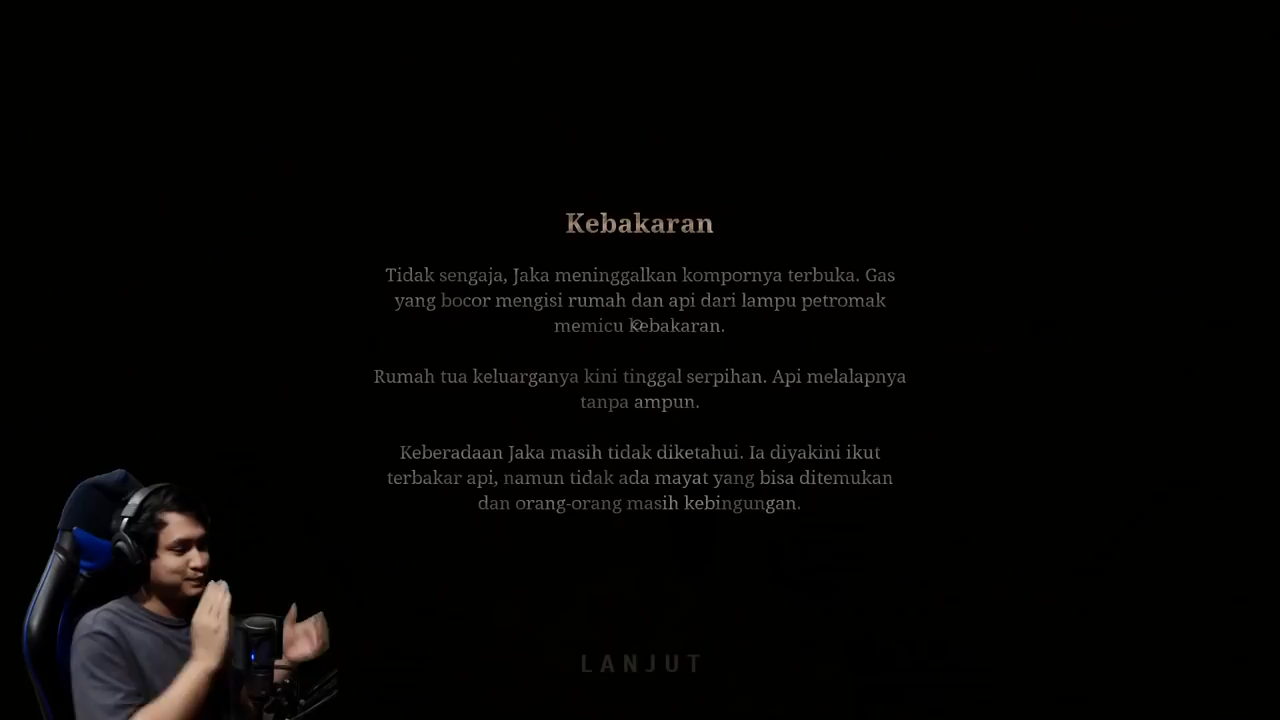 Kebakaran
Tidak sengaja, Jaka meninggalkan kompornya terbuka. Gas
yang bocor mengisi rumah dan api dari lampu petromak
memicu kebakaran.
Rumah tua keluarganya kini tinggal serpihan. Api melalapnya
tanpa ampun.
Keberadaan Jaka masih tidak diketahui. Ia diyakini ikut
terbakar api, namun tidak ada mayat yang bisa ditemukan
dan orang-orang masih kebingungan.
LANJUT